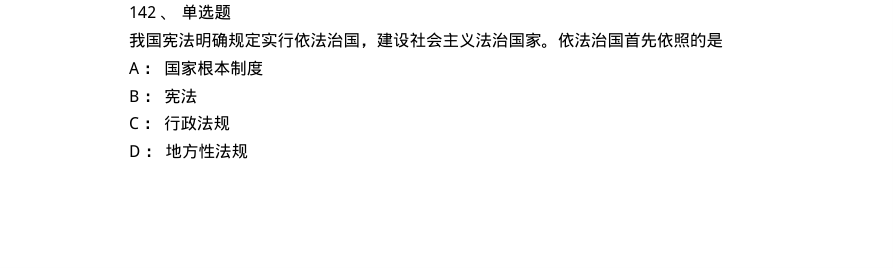 142 、 单选题
我国宪法明确规定实行依法治国，建设社会主义法治国家。依法治国首先依照的是
A ： 国家根本制度
B ： 宪法
C ： 行政法规
D ： 地方性法规